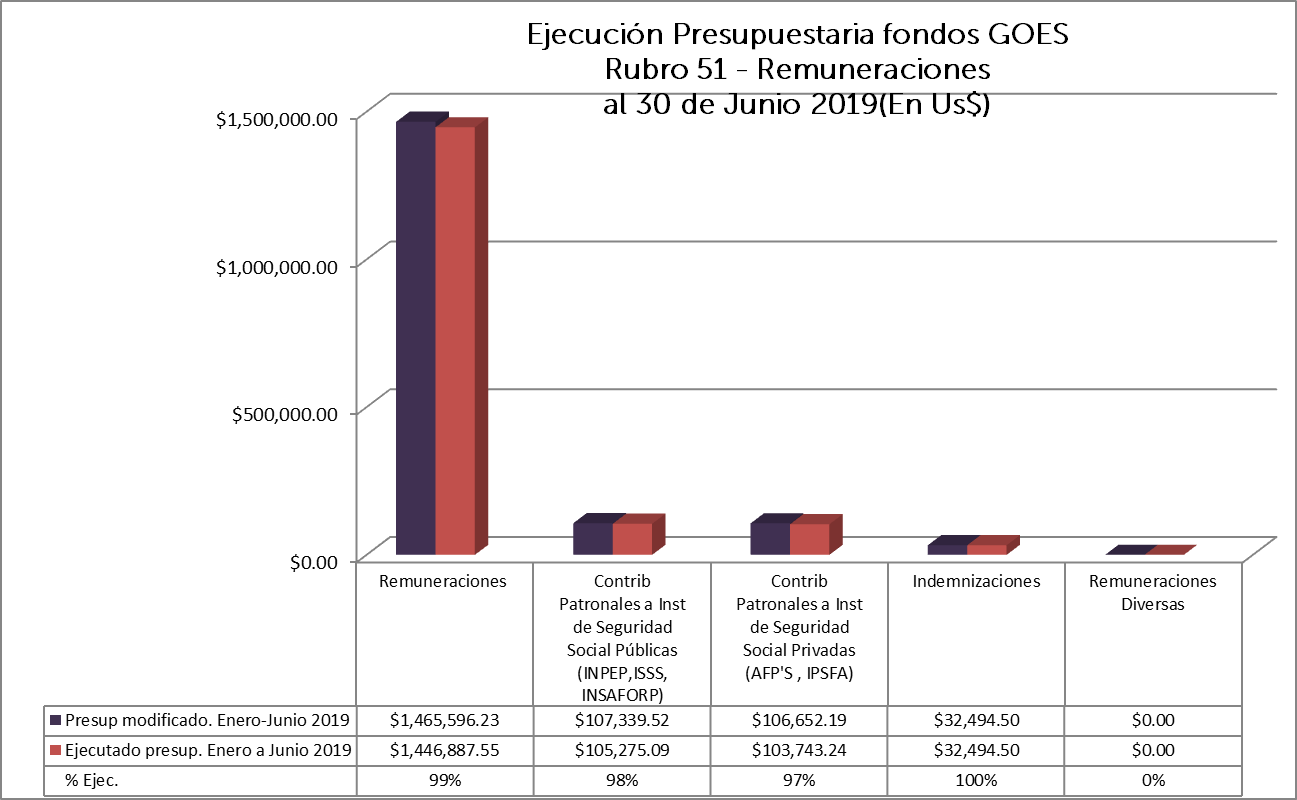 Ejecución Presupuestaria fondos GOES
Rubro 51 - Remuneraciones
al 30 de Junio 2019(En Us$)
$1,500,000.00
$1,000,000.00
$500,000.00
$0.00
Remuneraciones
Contrib
Patronales a Inst
de Seguridad
Social Públicas
(INPEP,ISSS,
INSAFORP)
Contrib
Patronales a Inst
de Seguridad
Social Privadas
(AFP'S , IPSFA)
Indemnizaciones
Remuneraciones
Diversas
Presup modificado. Enero-Junio 2019 $1,465,596.23 $107,339.52 $106,652.19 $32,494.50 $0.00
Ejecutado presup. Enero a Junio 2019 $1,446,887.55 $105,275.09 $103,743.24 $32,494.50 $0.00
% Ejec. 99% 98% 97% 100% 0%